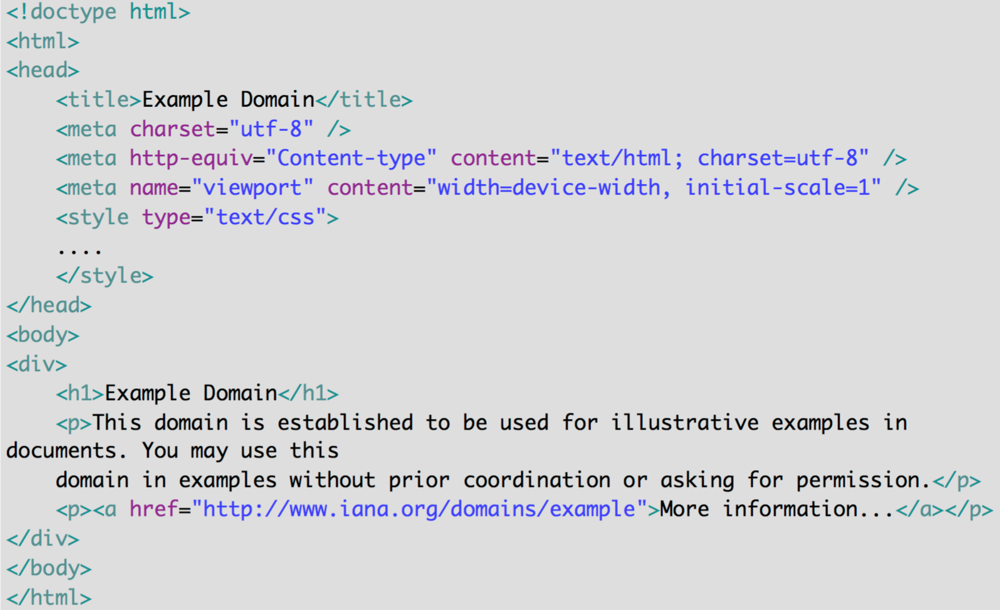 <!doctype html>
<html>
<head>
    <title>Example Domain</title>
    <meta charset="utf-8" />
    <meta http-equiv="Content-type" content="text/html; charset=utf-8" />
    <meta name="viewport" content="width=device-width, initial-scale=1" />
    <style type="text/css">
    ....
    </style>
</head>
<body>
<div>
    <h1>Example Domain</h1>
    <p>This domain is established to be used for illustrative examples in
documents. You may use this
    domain in examples without prior coordination or asking for permission.</p>
    <p><a href="http://www.iana.org/domains/example">More information...</a></p>
</div>
</body>
</html>